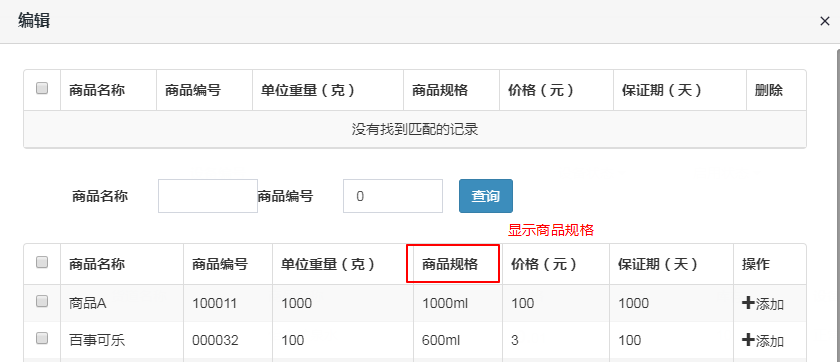 编辑 ×
商品名称 商品编号 单位重量（克） 商品规格 价格（元） 保证期（天） 删除
没有找到匹配的记录
商品名称 商品编号 0 查询
显示商品规格
商品名称 商品编号 单位重量（克） 商品规格 价格（元） 保证期（天） 操作
商品A 100011 1000 1000ml 100 1000 ✚添加
百事可乐 000032 100 600ml 3 100 ✚添加